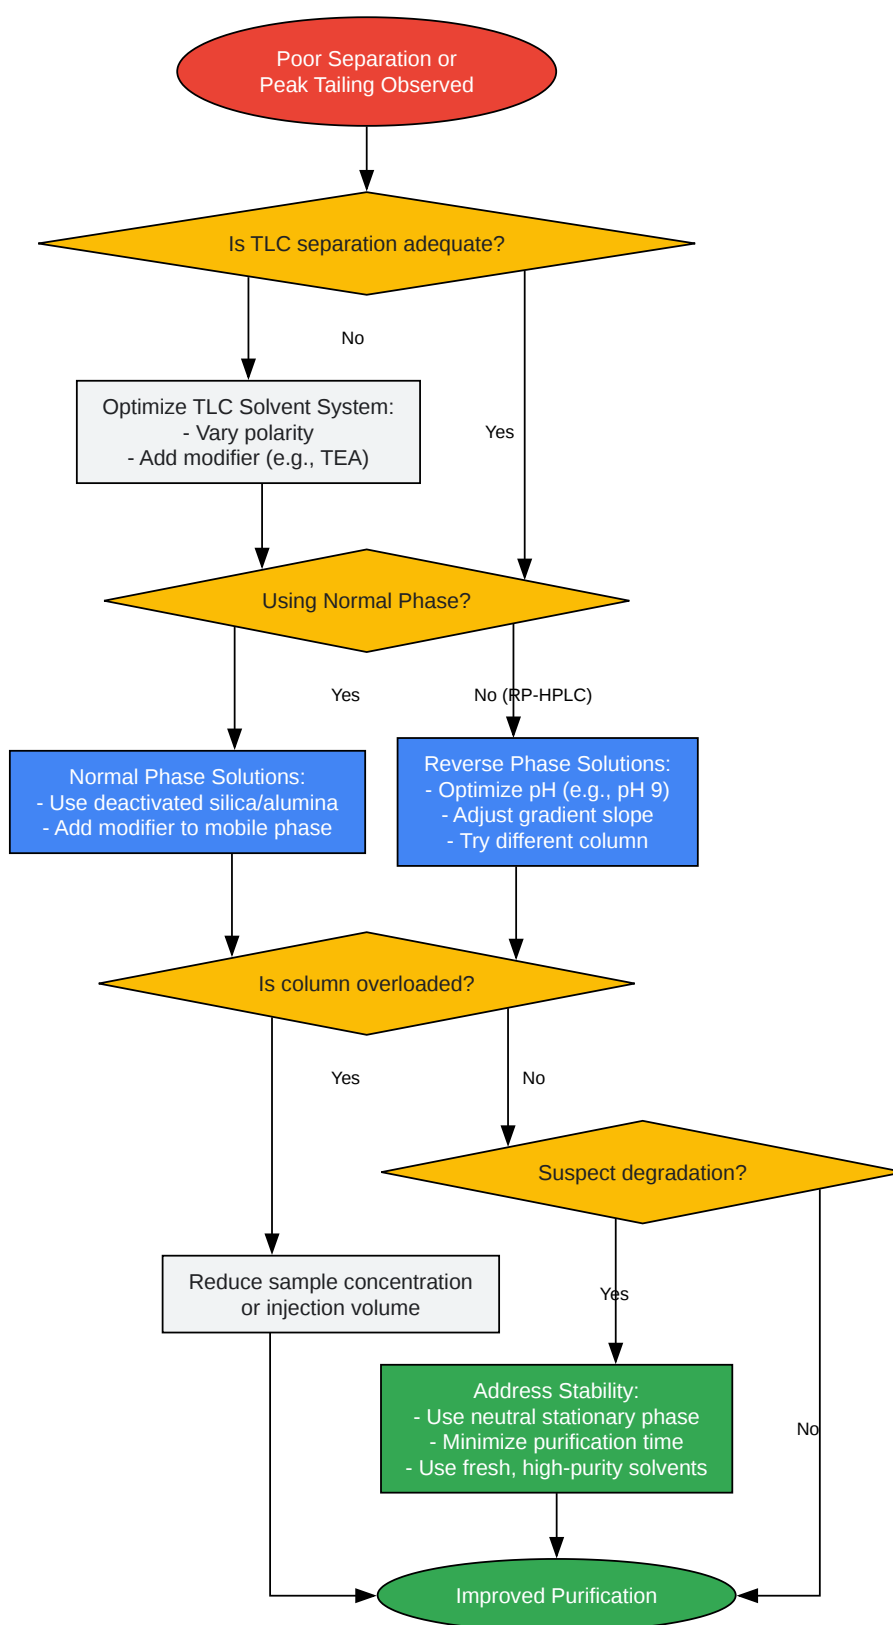 Poor Separation or
Peak Tailing Observed
Is TLC separation adequate?
No
Optimize TLC Solvent System:
- Vary polarity
- Add modifier (e.g., TEA)
Yes
Using Normal Phase?
Yes
No (RP-HPLC)
Normal Phase Solutions:
- Use deactivated silica/alumina
- Add modifier to mobile phase
Reverse Phase Solutions:
- Optimize pH (e.g., pH 9)
- Adjust gradient slope
- Try different column
Is column overloaded?
Yes
No
Suspect degradation?
Reduce sample concentration
or injection volume
Yes
Address Stability:
- Use neutral stationary phase
- Minimize purification time
- Use fresh, high-purity solvents
No
Improved Purification